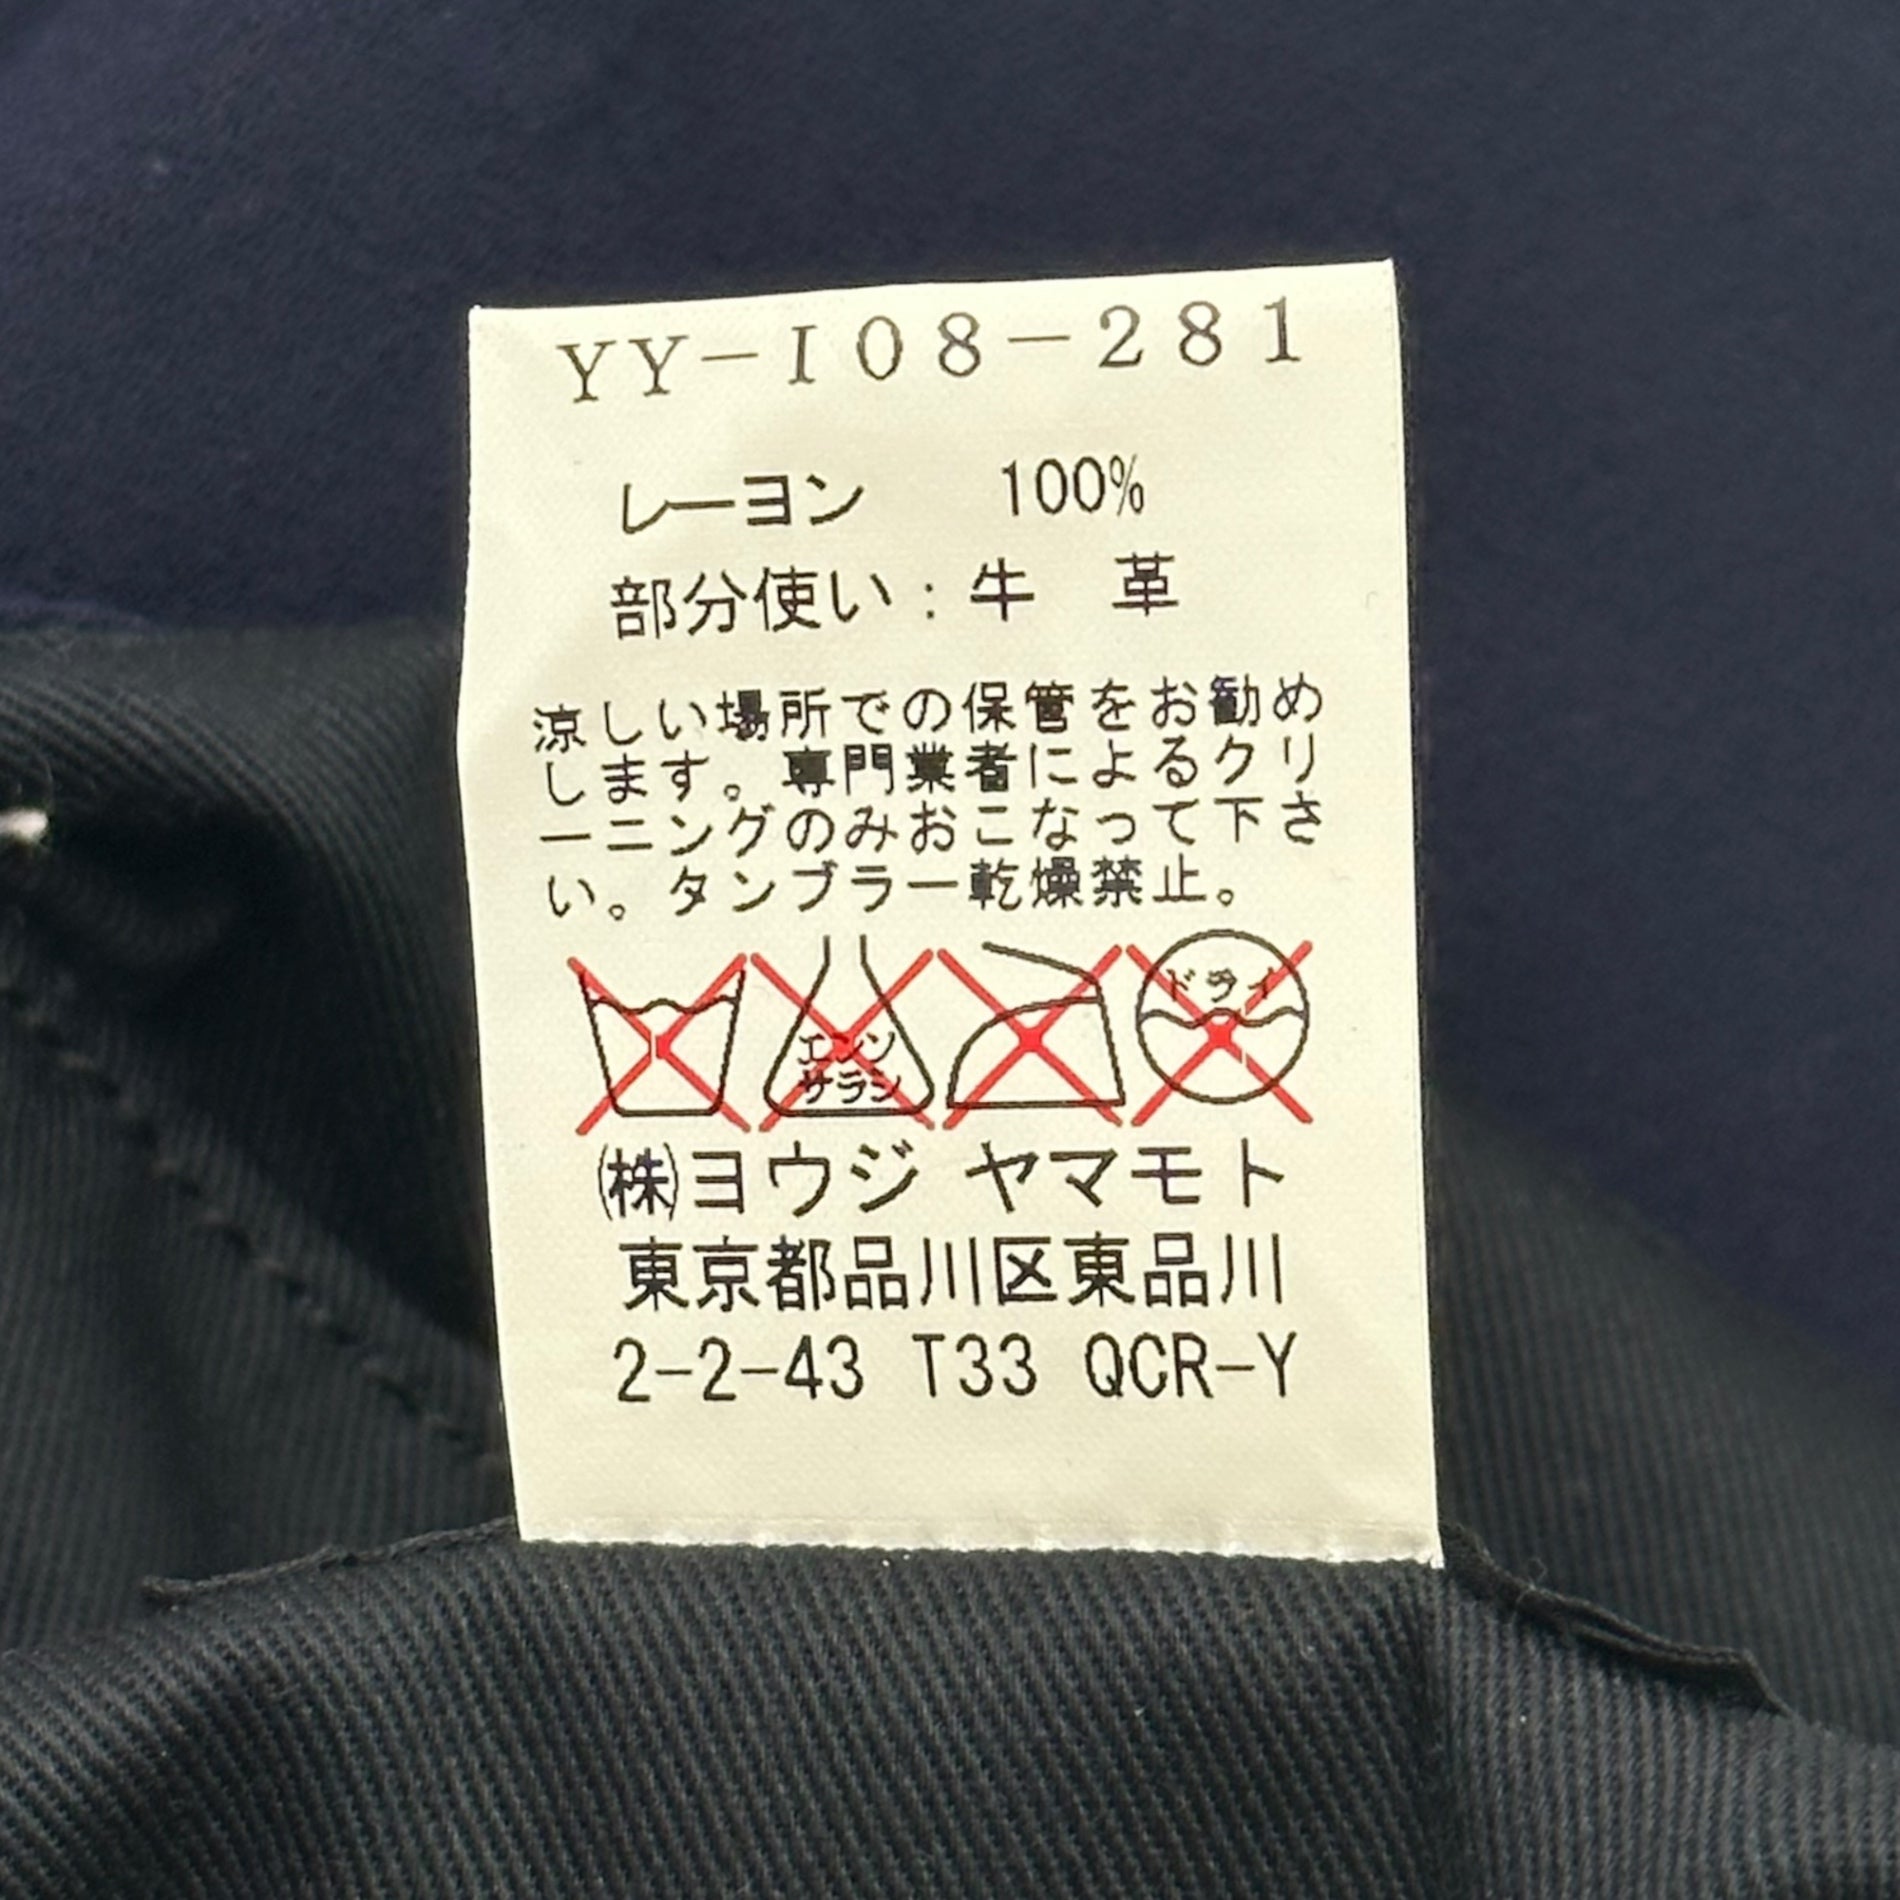 YY-I08-281
レーヨン 100%
部分使い:牛 革
涼しい場所での保管をお勧め
します。専門業者によるクリ
ーニングのみおこなって下さ
い。タンブラー乾燥禁止。
エンソ
サラシ
ドライ
㈱ヨウジ ヤマモト
東京都品川区東品川
2-2-43 T33 QCR-Y